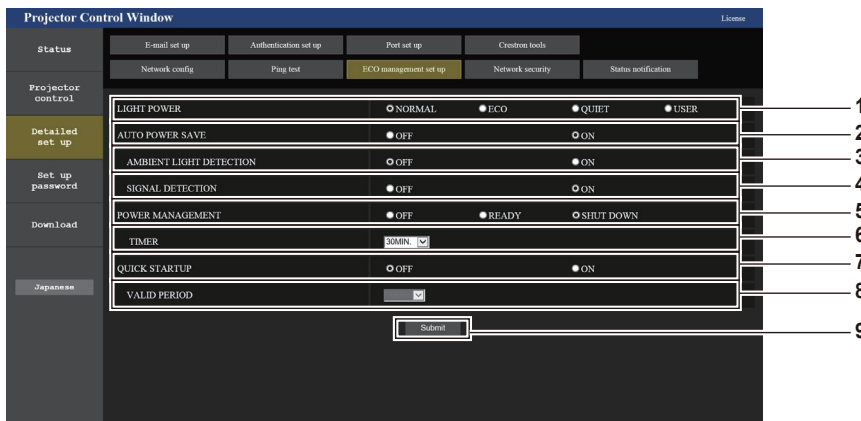 Projector Control Window License
Status E-mail set up Authentication set up Port set up Crestron tools
Network config Ping test ECO management set up Network security Status notification
Projector
control
LIGHT POWER NORMAL ECO QUIET USER 1
Detailed
set up
AUTO POWER SAVE OFF ON 2
AMBIENT LIGHT DETECTION OFF ON 3
Set up
password
SIGNAL DETECTION OFF ON 4
POWER MANAGEMENT OFF READY SHUT DOWN 5
Download
TIMER 30MIN. 6
QUICK STARTUP OFF ON 7
Japanese
VALID PERIOD 8
Submit 9